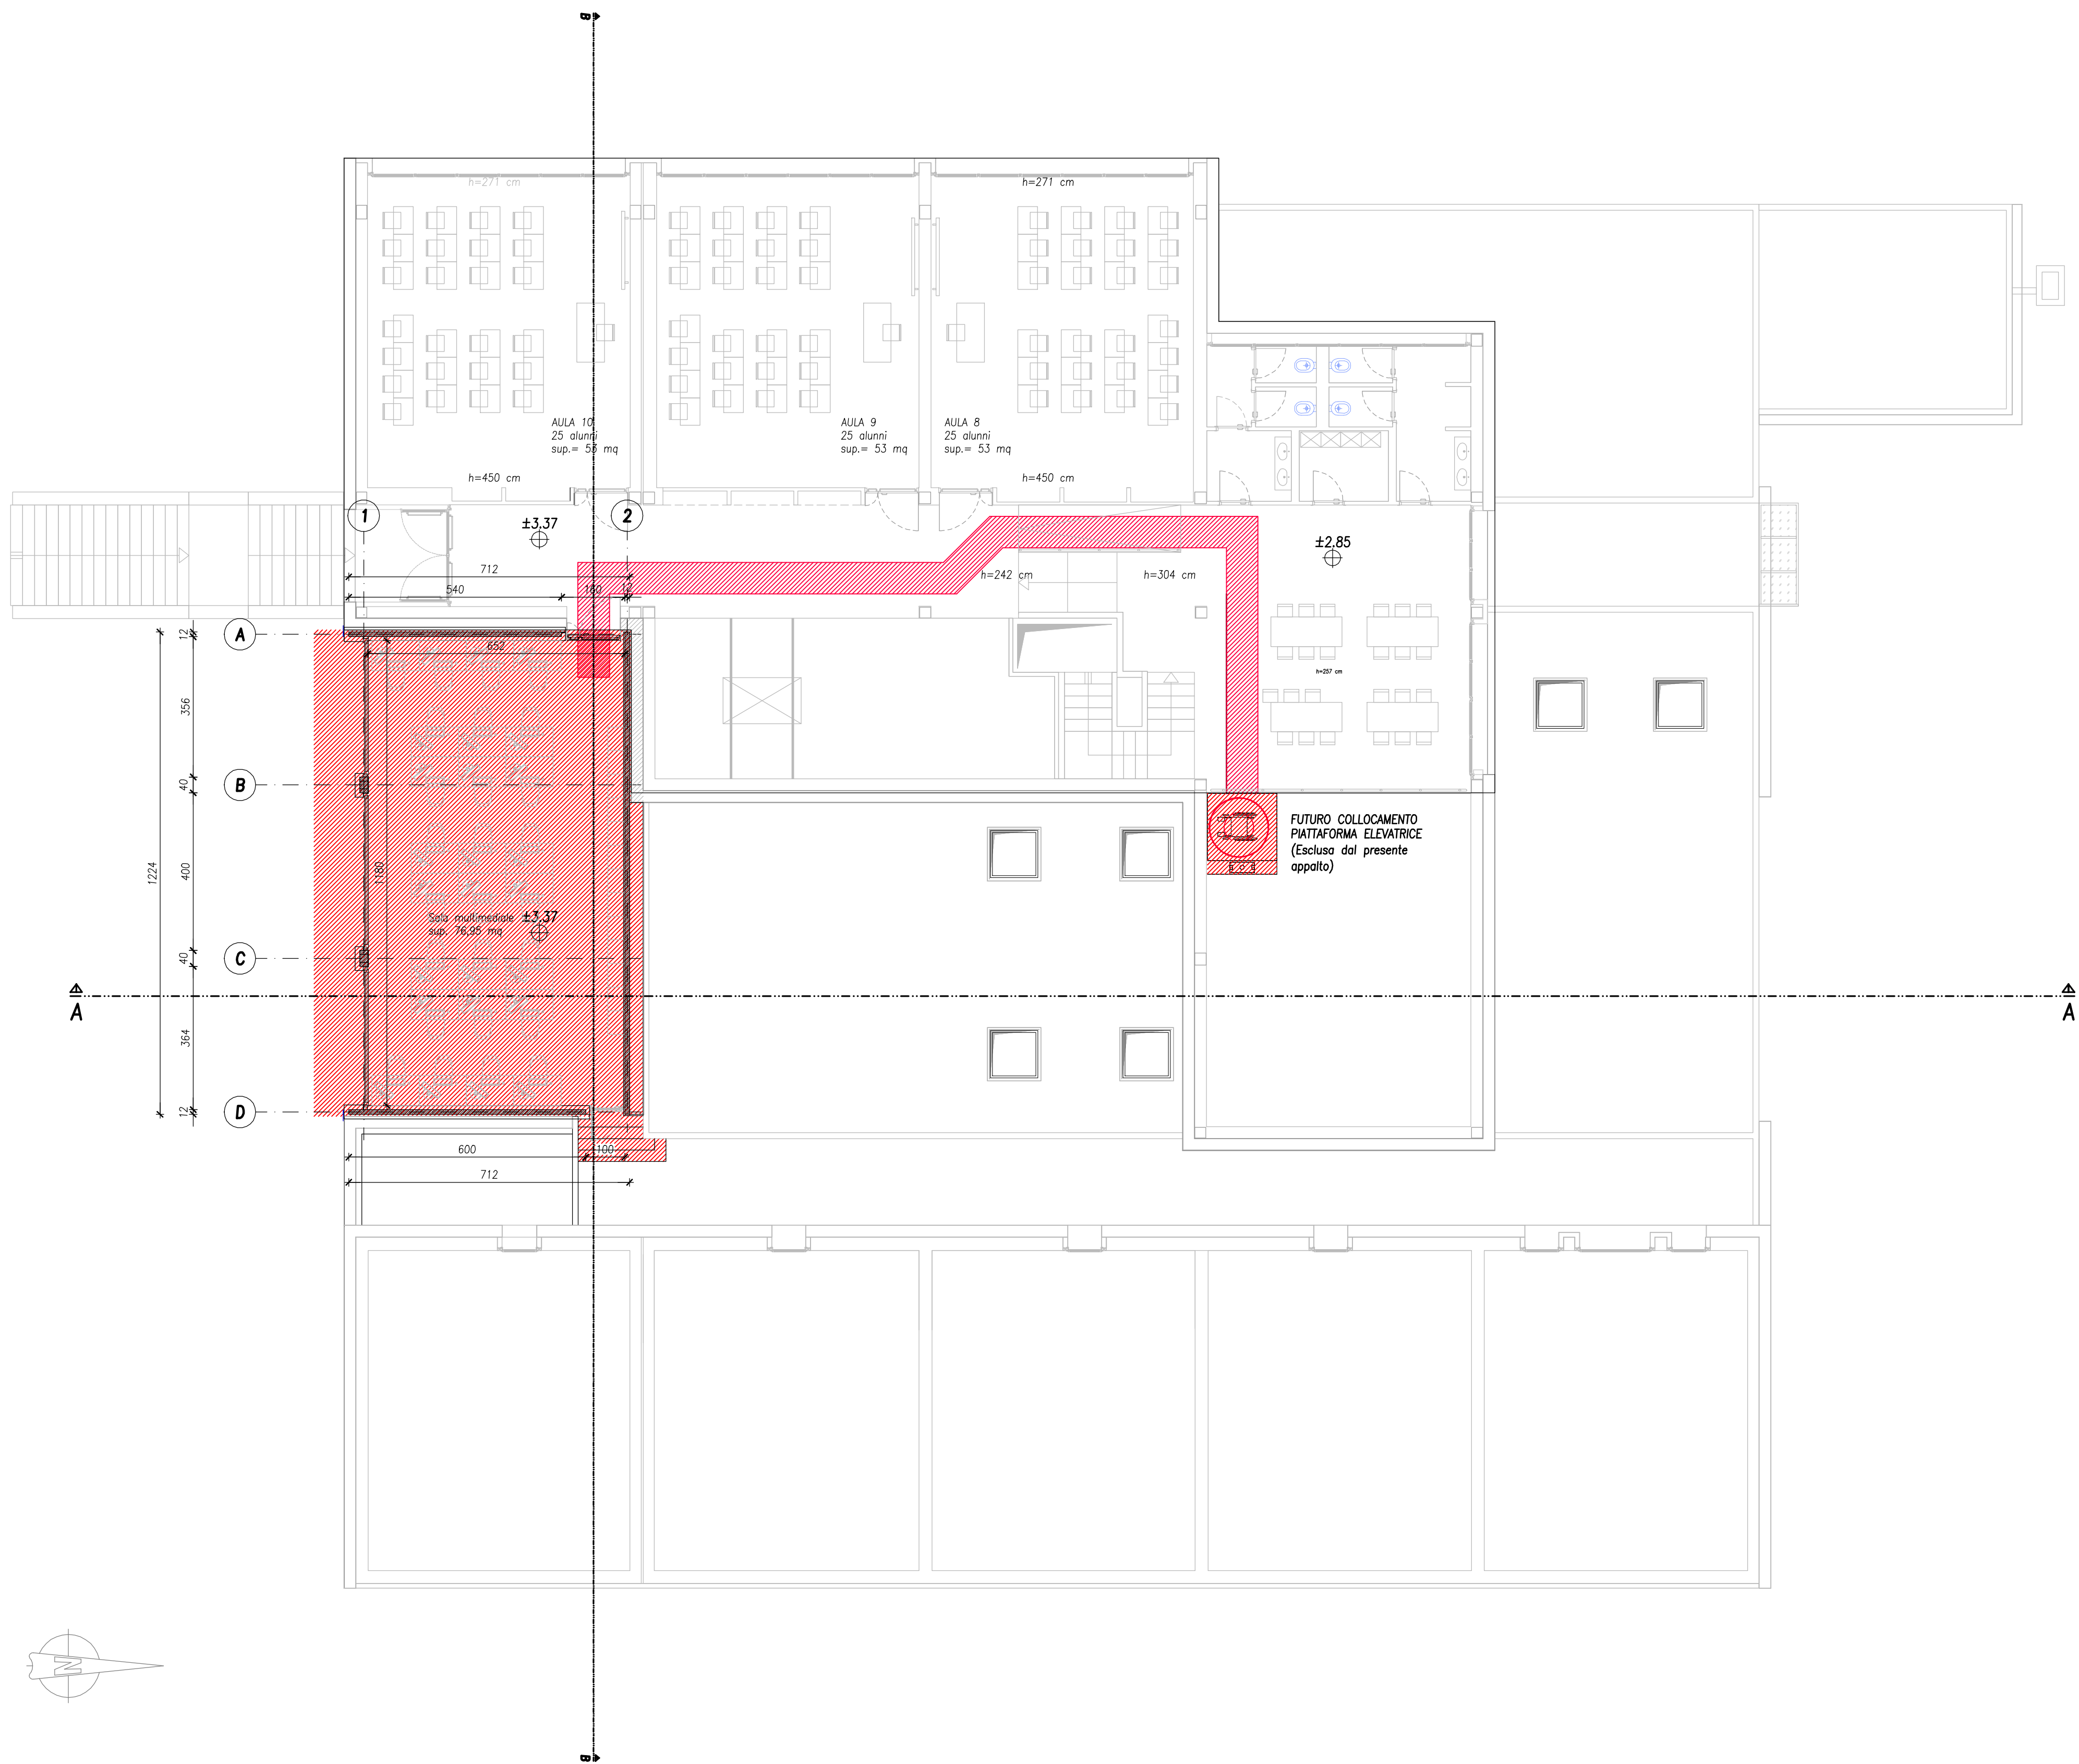 B
h=271 cm
h=271 cm
AULA 10
25 alunni
sup.= 53 mq
AULA 9
25 alunni
sup.= 53 mq
AULA 8
25 alunni
sup.= 53 mq
h=450 cm
h=450 cm
1
±3.37
2
±2.85
712
h=242 cm
h=304 cm
540
160
12
A
12
652
h=257 cm
356
B
40
FUTURO COLLOCAMENTO
PIATTAFORMA ELEVATRICE
(Esclusa dal presente
appalto)
1224
400
1180
Sala multimediale
±3.37
sup. 76,95 mq
C
40
A
A
364
D
12
600
100
712
N
B